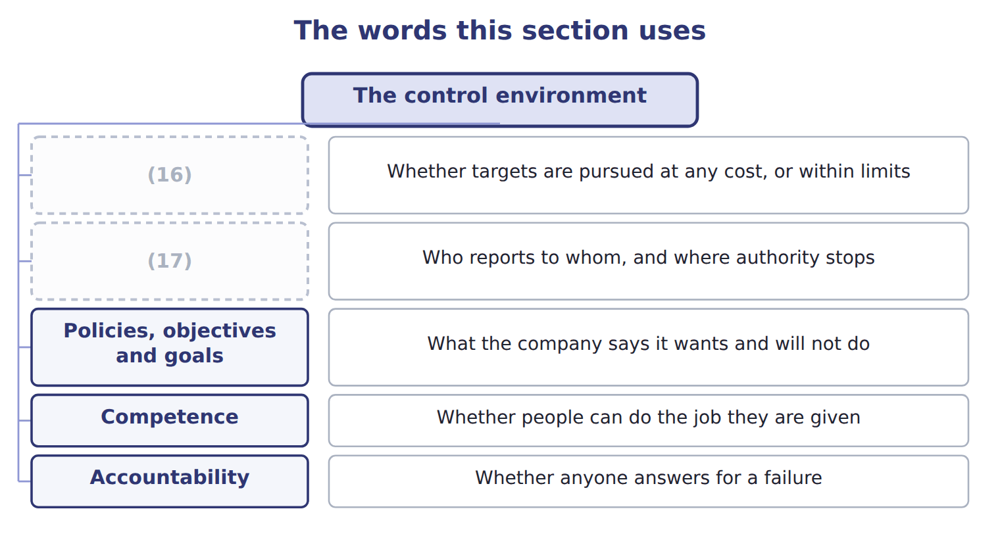 The words this section uses
The control environment
(16)
Whether targets are pursued at any cost, or within limits
(17)
Who reports to whom, and where authority stops
Policies, objectives
and goals
What the company says it wants and will not do
Competence
Whether people can do the job they are given
Accountability
Whether anyone answers for a failure